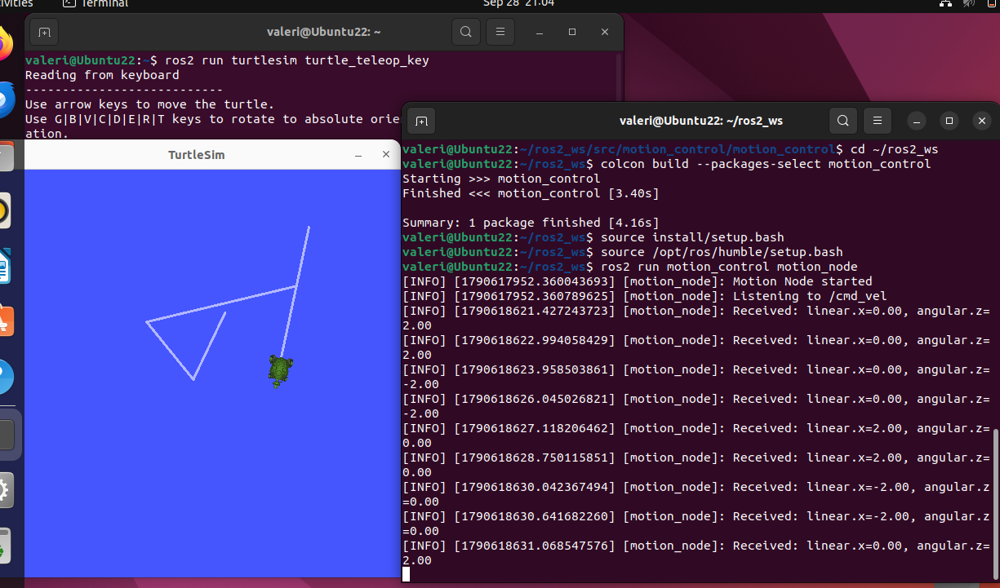 ivities
Terminal
Sep 28 21:04
valeri@Ubuntu22: ~
valeri@Ubuntu22:~$ ros2 run turtlesim turtle_teleop_key
Reading from keyboard
---------------------------
Use arrow keys to move the turtle.
Use G|B|V|C|D|E|R|T keys to rotate to absolute orie
ation.
TurtleSim
valeri@Ubuntu22: ~/ros2_ws
valeri@Ubuntu22:~/ros2_ws/src/motion_control/motion_control$ cd ~/ros2_ws
valeri@Ubuntu22:~/ros2_ws$ colcon build --packages-select motion_control
Starting >>> motion_control
Finished <<< motion_control [3.40s]
Summary: 1 package finished [4.16s]
valeri@Ubuntu22:~/ros2_ws$ source install/setup.bash
valeri@Ubuntu22:~/ros2_ws$ source /opt/ros/humble/setup.bash
valeri@Ubuntu22:~/ros2_ws$ ros2 run motion_control motion_node
[INFO] [1790617952.360043693] [motion_node]: Motion Node started
[INFO] [1790617952.360789625] [motion_node]: Listening to /cmd_vel
[INFO] [1790618621.427243723] [motion_node]: Received: linear.x=0.00, angular.z=
2.00
[INFO] [1790618622.994058429] [motion_node]: Received: linear.x=0.00, angular.z=
2.00
[INFO] [1790618623.958503861] [motion_node]: Received: linear.x=0.00, angular.z=
-2.00
[INFO] [1790618626.045026821] [motion_node]: Received: linear.x=0.00, angular.z=
-2.00
[INFO] [1790618627.118206462] [motion_node]: Received: linear.x=2.00, angular.z=
0.00
[INFO] [1790618628.750115851] [motion_node]: Received: linear.x=2.00, angular.z=
0.00
[INFO] [1790618630.042367494] [motion_node]: Received: linear.x=-2.00, angular.z
=0.00
[INFO] [1790618630.641682260] [motion_node]: Received: linear.x=-2.00, angular.z
=0.00
[INFO] [1790618631.068547576] [motion_node]: Received: linear.x=0.00, angular.z=
2.00